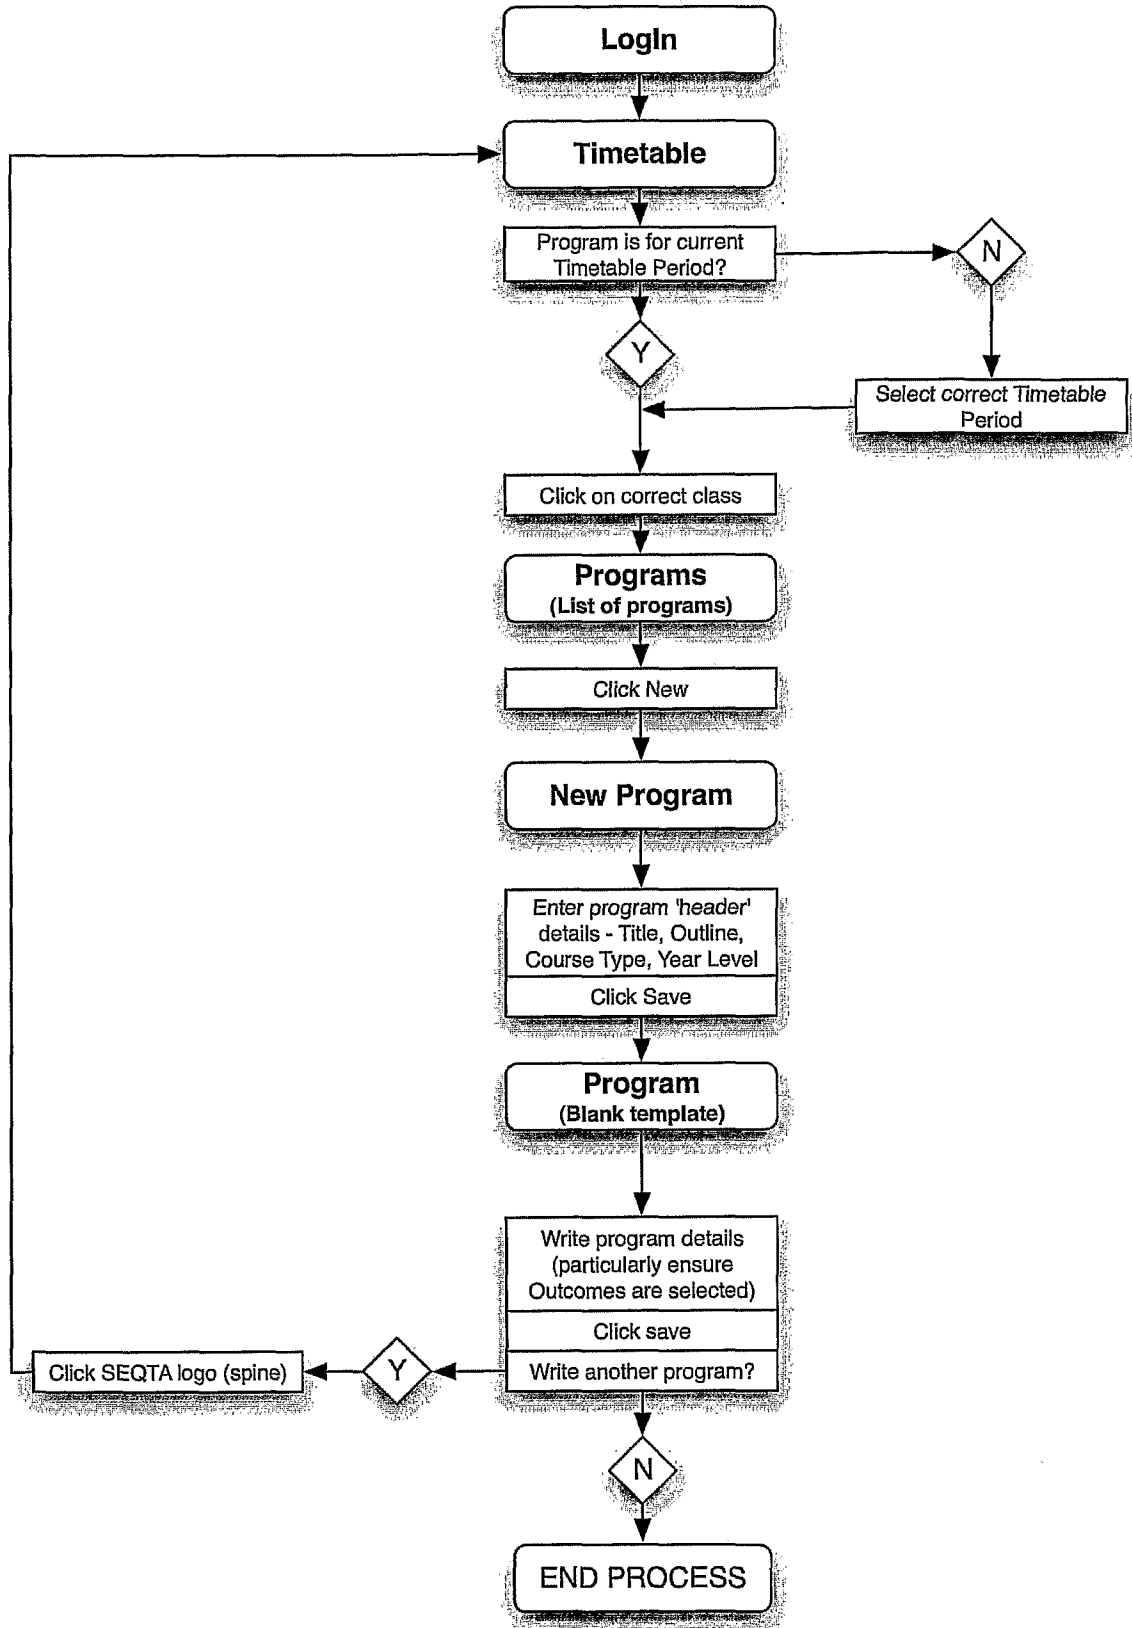 LogIn
Timetable
Program is for current
Timetable Period?
N
Y
Select correct Timetable
Period
Click on correct class
Programs
(List of programs)
Click New
New Program
Enter program 'header'
details - Title, Outline,
Course Type, Year Level
Click Save
Program
(Blank template)
Write program details
(particularly ensure
Outcomes are selected)
Click save
Write another program?
Y
Click SEQTA logo (spine)
N
END PROCESS